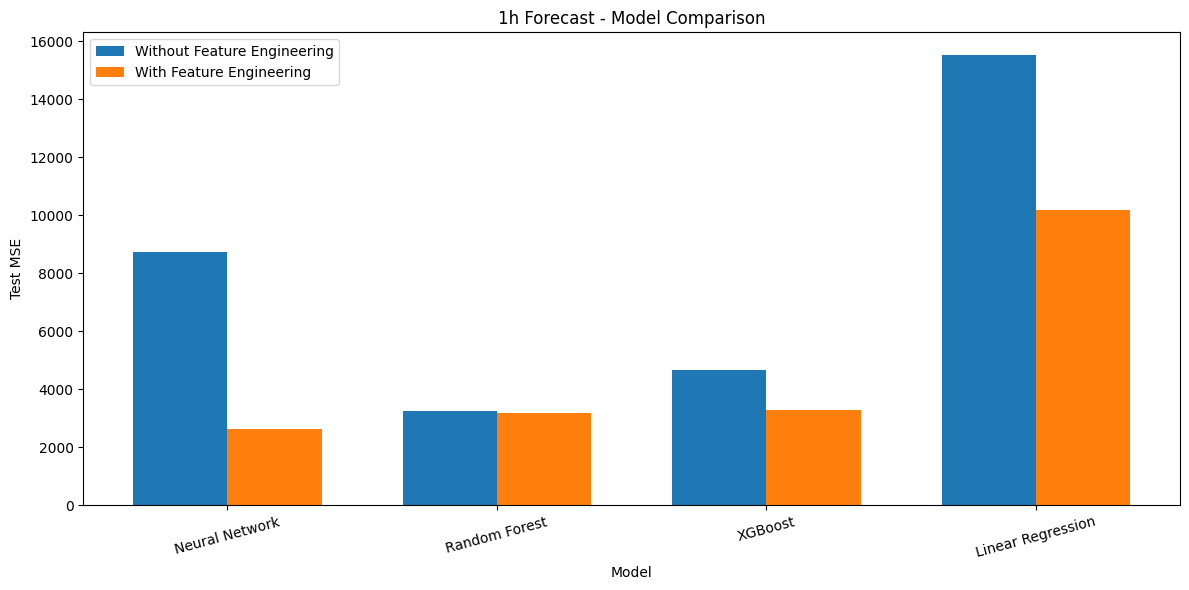 1h Forecast - Model Comparison
Without Feature Engineering
With Feature Engineering
Test MSE
16000
14000
12000
10000
8000
6000
4000
2000
0
Neural Network
Random Forest
XGBoost
Linear Regression
Model